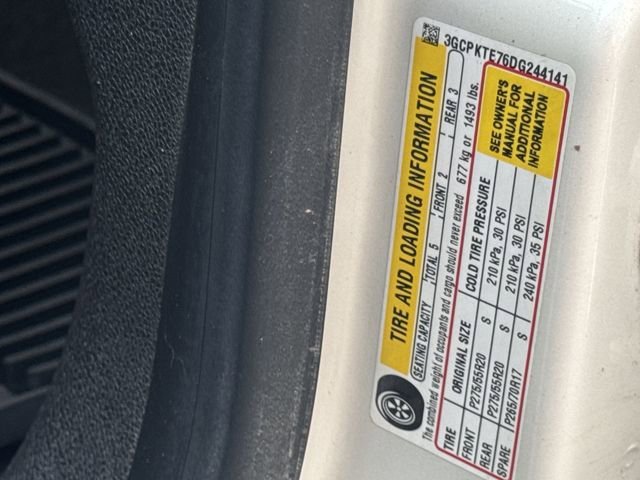 3GCPKTE76DG244141
TIRE AND LOADING INFORMATION
SEATING CAPACITY TOTAL 5 FRONT 2 REAR 3
The combined weight of occupants and cargo should never exceed 677 kg or 1493 lbs.
TIRE ORIGINAL SIZE COLD TIRE PRESSURE
FRONT P275/55R20 S 210 kPa, 30 PSI
REAR P275/55R20 S 210 kPa, 30 PSI
SPARE P265/70R17 S 240 kPa, 35 PSI
SEE OWNER'S
MANUAL FOR
ADDITIONAL
INFORMATION